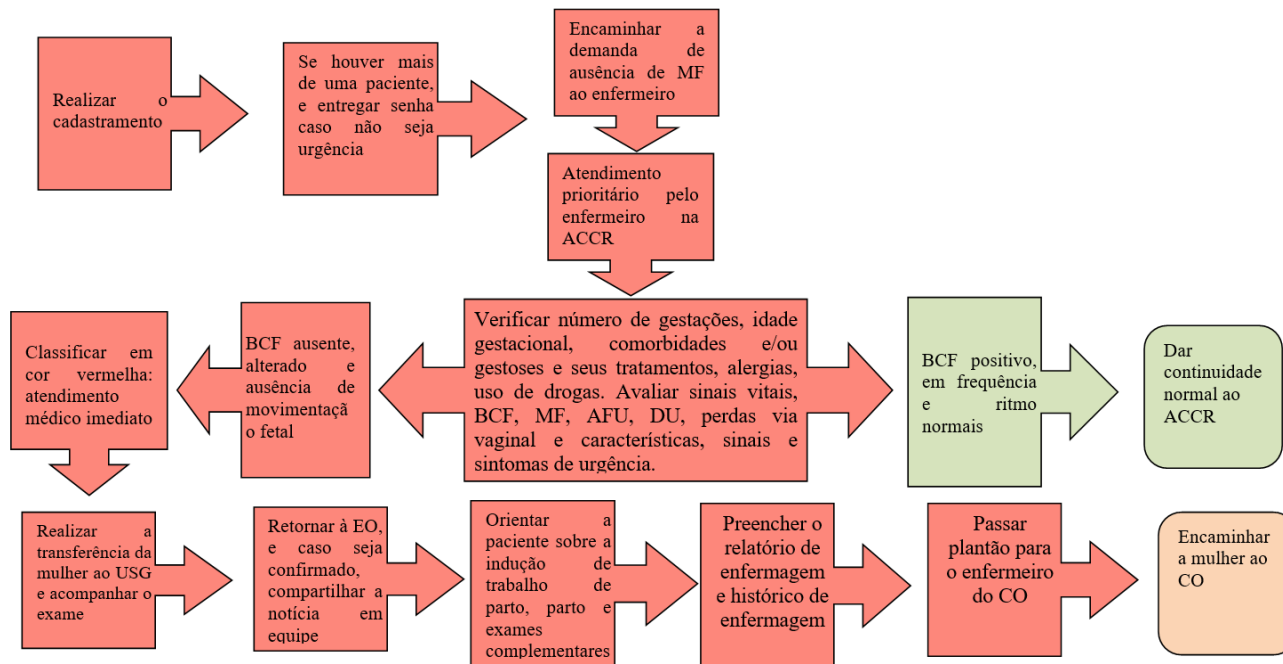 Realizar o
cadastramento
Se houver mais
de uma paciente,
e entregar senha
caso não seja
urgência
Encaminhar a
demanda de
ausência de MF
ao enfermeiro
Atendimento
prioritário pelo
enfermeiro na
ACCR
Verificar número de gestações, idade
gestacional, comorbidades e/ou
gestoses e seus tratamentos, alergias,
uso de drogas. Avaliar sinais vitais,
BCF, MF, AFU, DU, perdas via
vaginal e características, sinais e
sintomas de urgência.
BCF ausente,
alterado e
ausência de
movimentaçã
o fetal
Classificar em
cor vermelha:
atendimento
médico imediato
BCF positivo,
em frequência
e ritmo
normais
Dar
continuidade
normal ao
ACCR
Realizar a
transferência da
mulher ao USG
e acompanhar o
exame
Retornar à EO,
e caso seja
confirmado,
compartilhar a
notícia em
equipe
Orientar a
paciente sobre a
indução de
trabalho de
parto, parto e
exames
complementares
Preencher o
relatório de
enfermagem
e histórico de
enfermagem
Passar
plantão para
o enfermeiro
do CO
Encaminhar
a mulher ao
CO